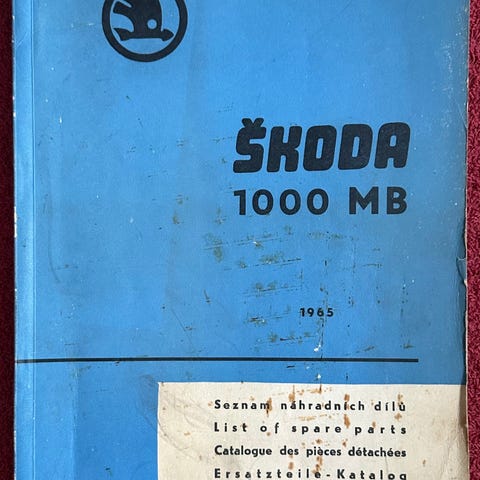 ŠKODA
1000 MB
1965
Seznam náhradních dílů
List of spare parts
Catalogue des pièces détachées
Ersatzteile-Katalog